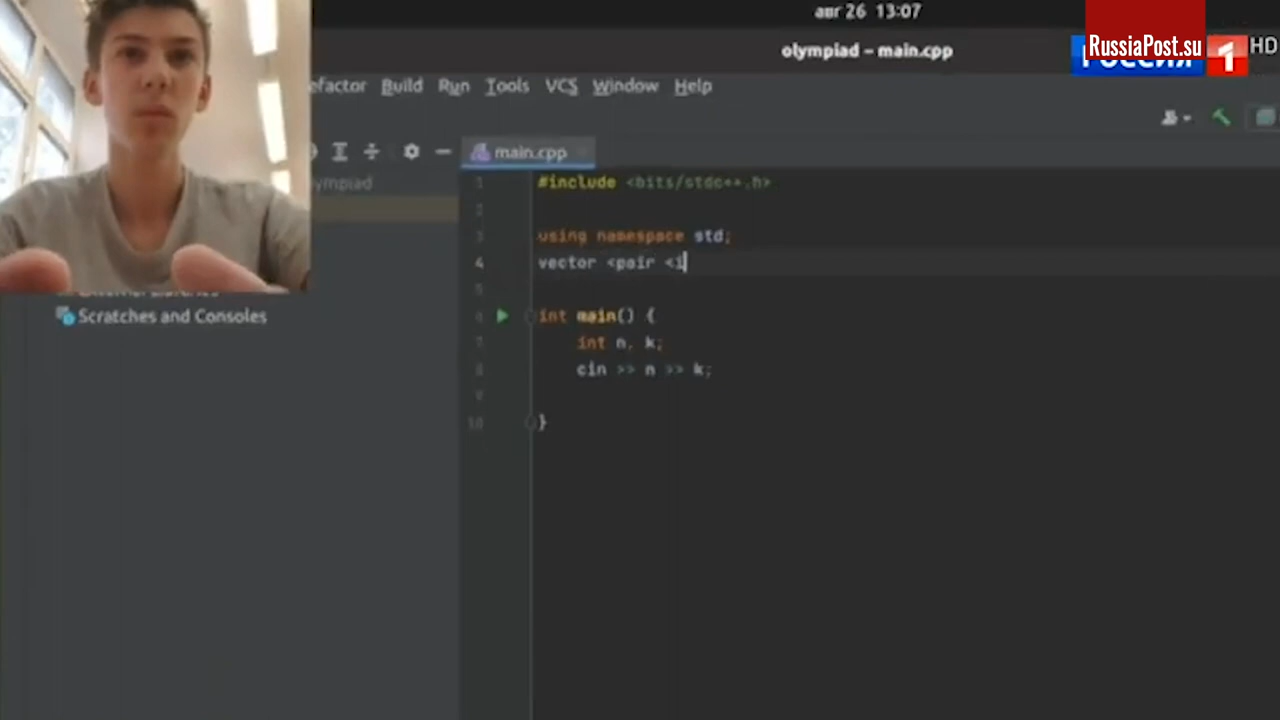 авг 26 13:07
RussiaPost.su
РОССИЯ 1 HD
olympiad – main.cpp
efactor Build Run Tools VCS Window Help
main.cpp
ympiad
1 #include <bits/stdc++.h>
2
3 using namespace std;
4 vector <pair <i
5
6 int main() {
7 int n, k;
8 cin >> n >> k;
9
10 }
Scratches and Consoles